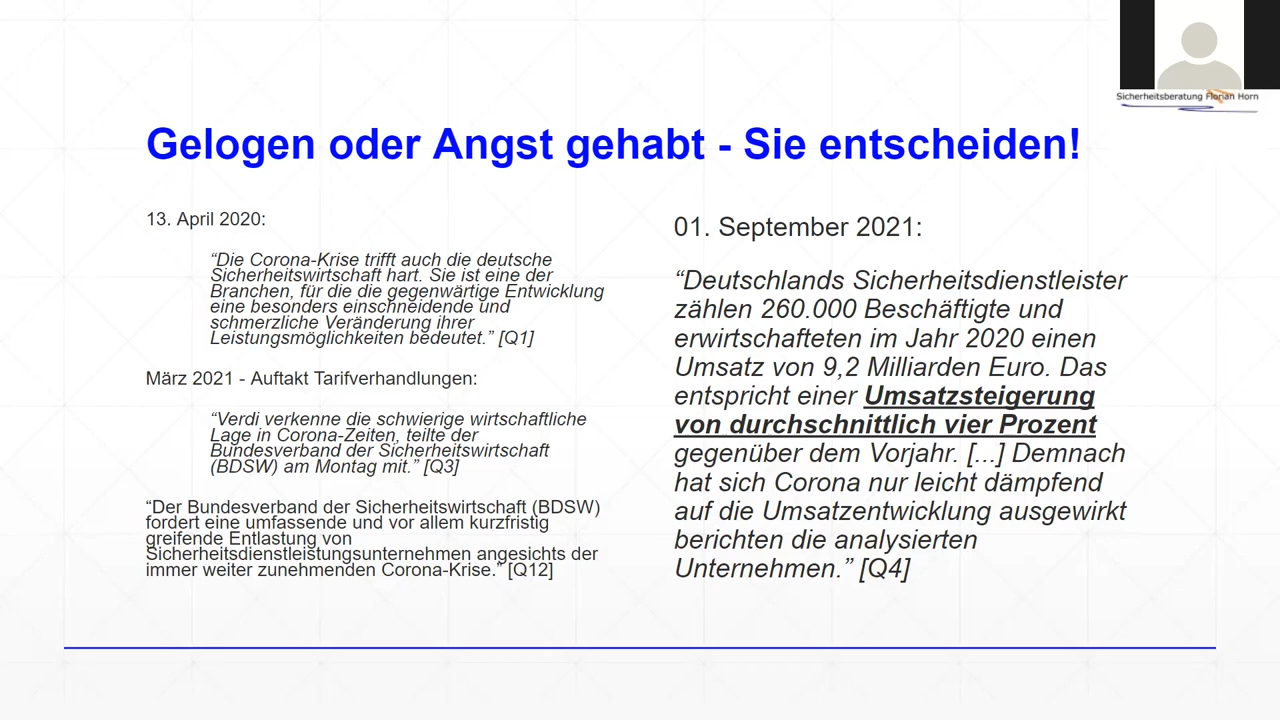 Sicherheitsberatung Florian Horn
Gelogen oder Angst gehabt - Sie entscheiden!
13. April 2020:
“Die Corona-Krise trifft auch die deutsche
Sicherheitswirtschaft hart. Sie ist eine der
Branchen, für die die gegenwärtige Entwicklung
eine besonders einschneidende und
schmerzliche Veränderung ihrer
Leistungsmöglichkeiten bedeutet.” [Q1]
März 2021 - Auftakt Tarifverhandlungen:
“Verdi verkenne die schwierige wirtschaftliche
Lage in Corona-Zeiten, teilte der
Bundesverband der Sicherheitswirtschaft
(BDSW) am Montag mit.” [Q3]
“Der Bundesverband der Sicherheitswirtschaft (BDSW)
fordert eine umfassende und vor allem kurzfristig
greifende Entlastung von
Sicherheitsdienstleistungsunternehmen angesichts der
immer weiter zunehmenden Corona-Krise.” [Q12]
01. September 2021:
“Deutschlands Sicherheitsdienstleister
zählen 260.000 Beschäftigte und
erwirtschafteten im Jahr 2020 einen
Umsatz von 9,2 Milliarden Euro. Das
entspricht einer Umsatzsteigerung
von durchschnittlich vier Prozent
gegenüber dem Vorjahr. [...] Demnach
hat sich Corona nur leicht dämpfend
auf die Umsatzentwicklung ausgewirkt
berichten die analysierten
Unternehmen.” [Q4]